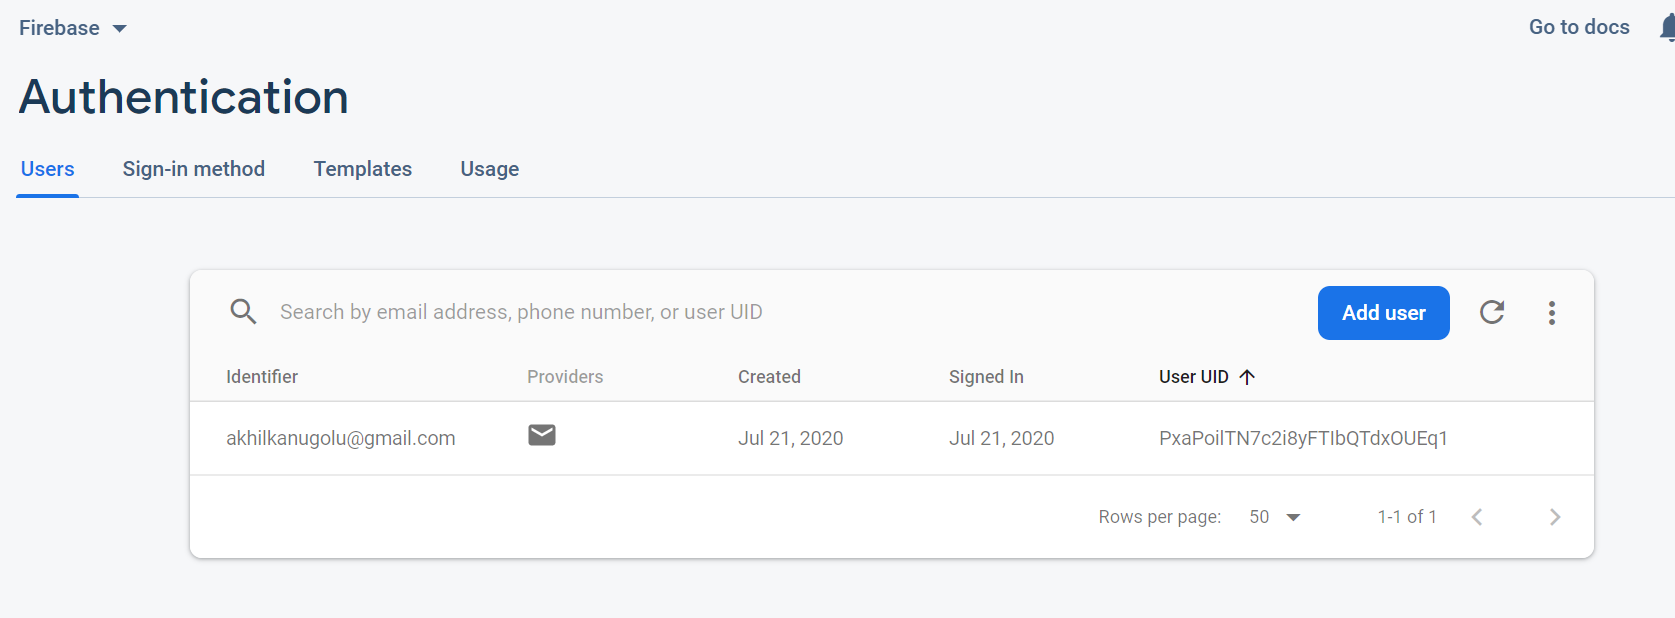 Firebase
Go to docs
Authentication
Users Sign-in method Templates Usage
Search by email address, phone number, or user UID
Add user
Identifier Providers Created Signed In User UID
akhilkanugolu@gmail.com Jul 21, 2020 Jul 21, 2020 PxaPoilTN7c2i8yFTIbQTdxOUEq1
Rows per page: 50 1-1 of 1